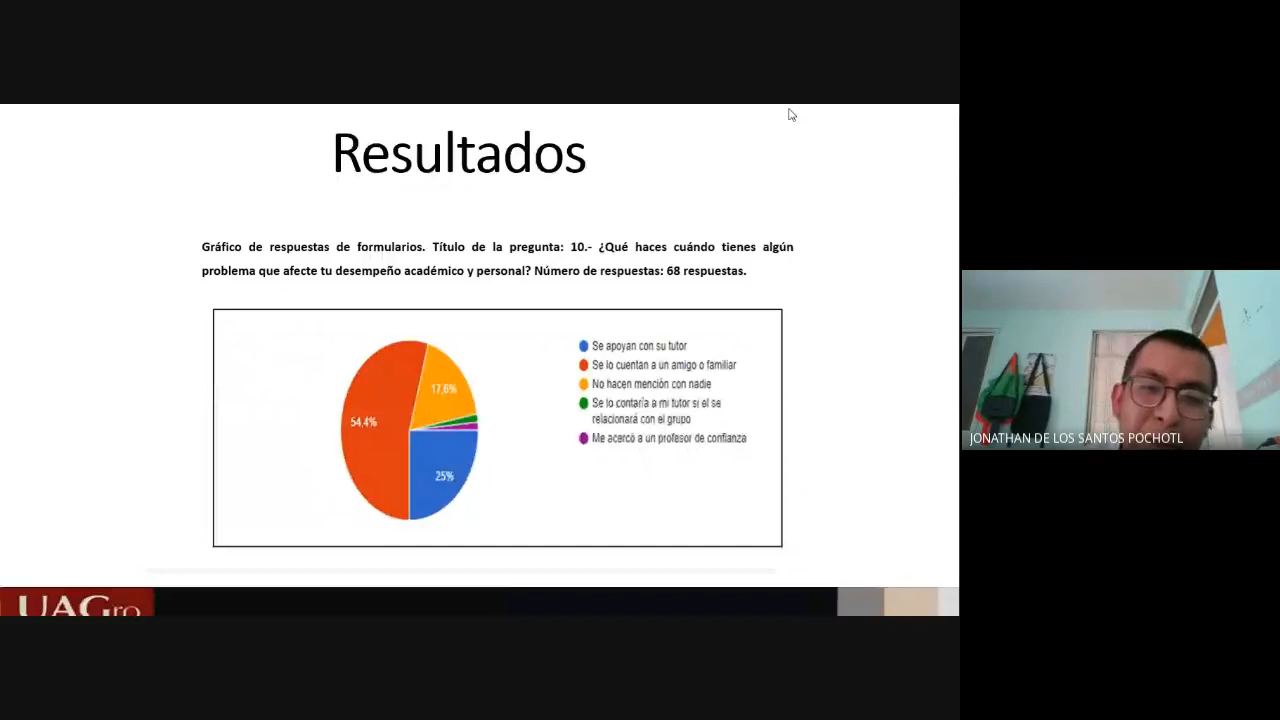 Resultados
Gráfico de respuestas de formularios. Título de la pregunta: 10.- ¿Qué haces cuándo tienes algún
problema que afecte tu desempeño académico y personal? Número de respuestas: 68 respuestas.
54,4%
17,6%
25%
Se apoyan con su tutor
Se lo cuentan a un amigo o familiar
No hacen mención con nadie
Se lo contaría a mi tutor si el se
relacionará con el grupo
Me acercó a un profesor de confianza
UAGro
JONATHAN DE LOS SANTOS POCHOTL